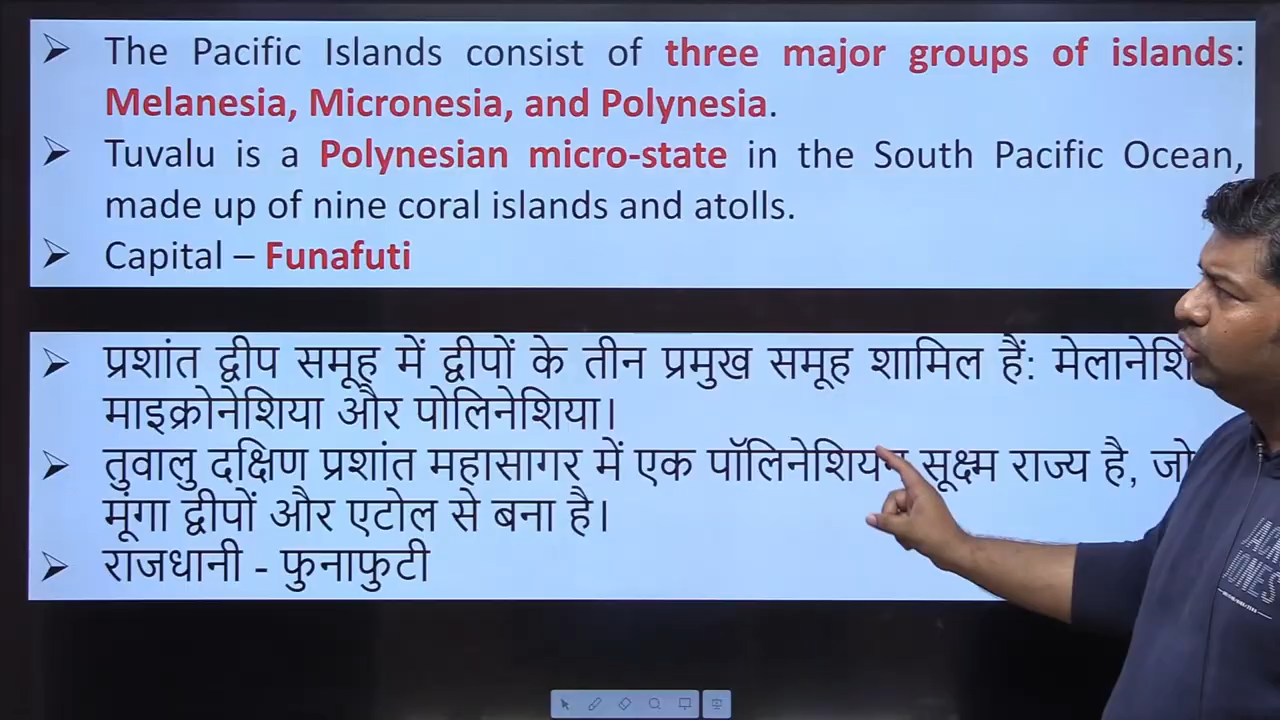 The Pacific Islands consist of three major groups of islands:
Melanesia, Micronesia, and Polynesia.
Tuvalu is a Polynesian micro-state in the South Pacific Ocean,
made up of nine coral islands and atolls.
Capital – Funafuti
प्रशांत द्वीप समूह में द्वीपों के तीन प्रमुख समूह शामिल हैं:
माइक्रोनेशिया और पोलिनेशिया।
तुवालु दक्षिण प्रशांत महासागर में एक पॉलिनेशियन सूक्ष्म राज्य है, जो
मूंगा द्वीपों और एटोल से बना है।
राजधानी - फुनाफुटी